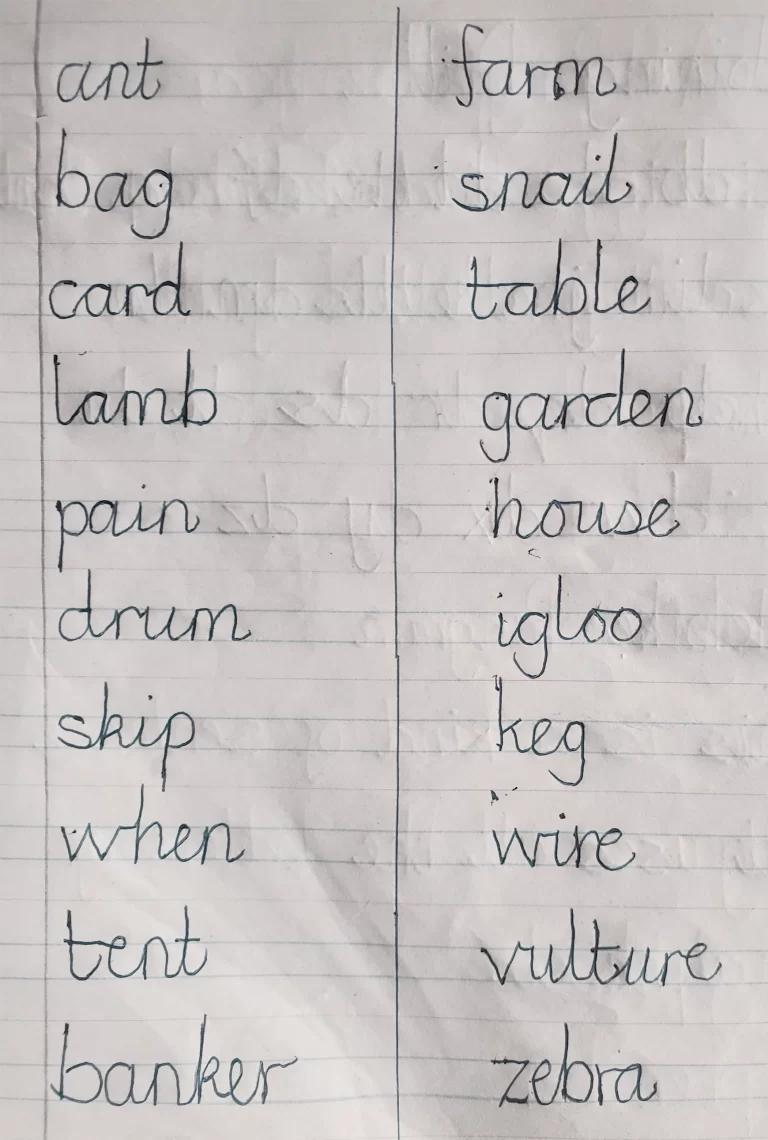 ant farm
bag snail
card table
lamb garden
pain house
drum igloo
skip keg
when wire
tent vulture
banker zebra